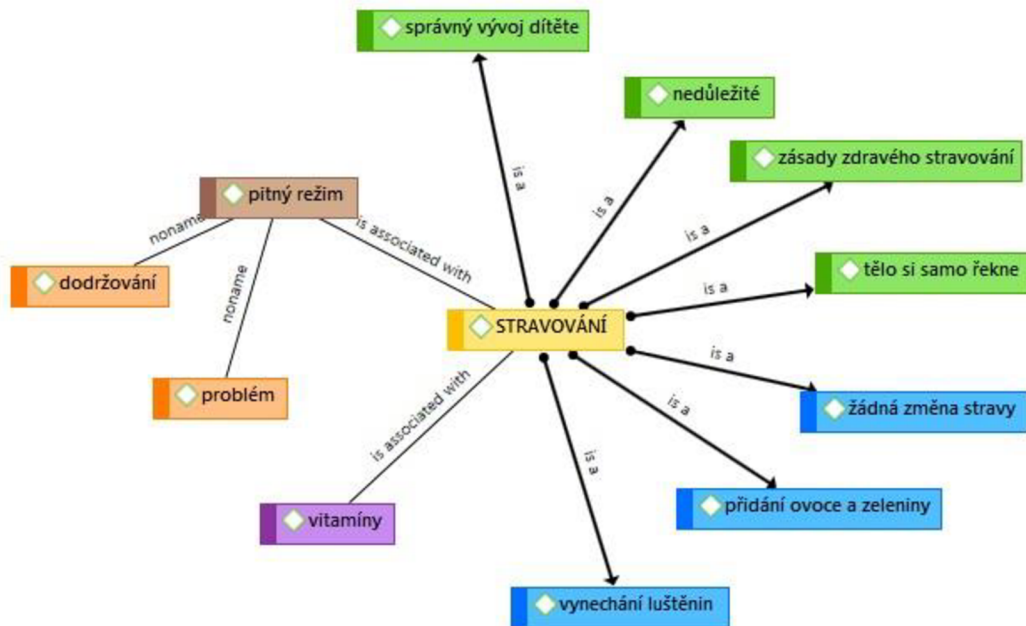 správný vývoj dítěte
nedůležité
zásady zdravého stravování
is a
is a
pitný režim
noname
is associated with
is a
dodržování
noname
tělo si samo řekne
is a
STRAVOVÁNÍ
is a
problém
is associated with
is a
žádná změna stravy
is a
přidání ovoce a zeleniny
vitamíny
vynechání luštěnin